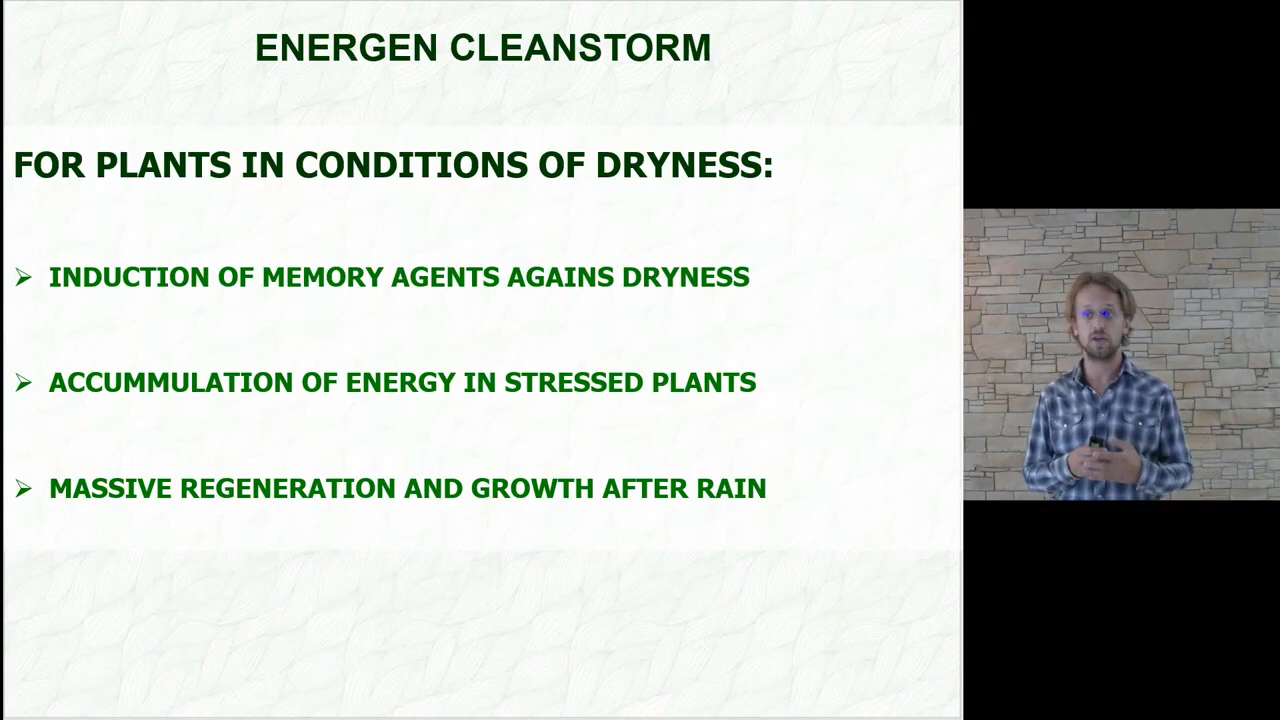 ENERGEN CLEANSTORM
FOR PLANTS IN CONDITIONS OF DRYNESS:
INDUCTION OF MEMORY AGENTS AGAINS DRYNESS
ACCUMMULATION OF ENERGY IN STRESSED PLANTS
MASSIVE REGENERATION AND GROWTH AFTER RAIN